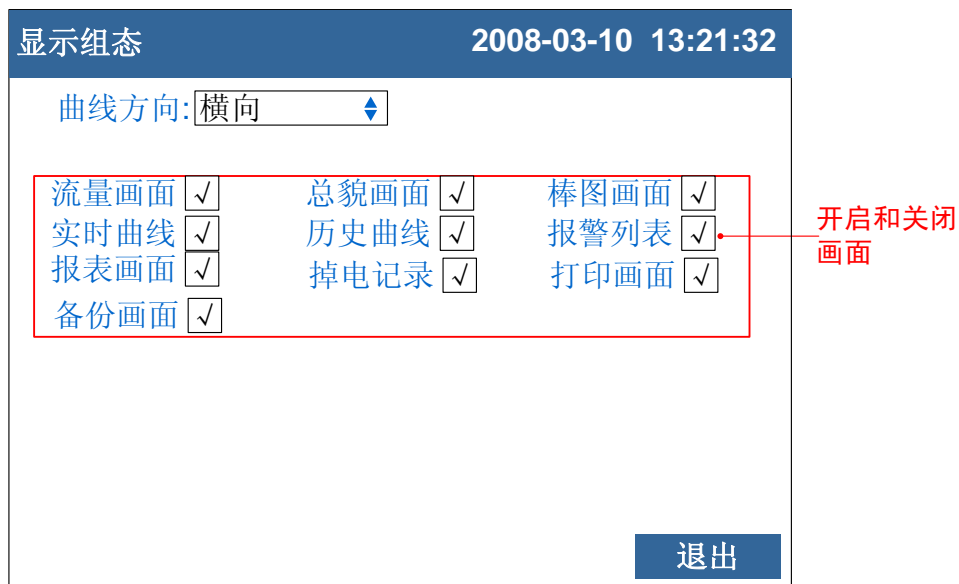 显示组态 2008-03-10 13:21:32
曲线方向:横向
流量画面 √ 总貌画面 √ 棒图画面 √
实时曲线 √ 历史曲线 √ 报警列表 √
报表画面 √ 掉电记录 √ 打印画面 √
备份画面 √
开启和关闭
画面
退出